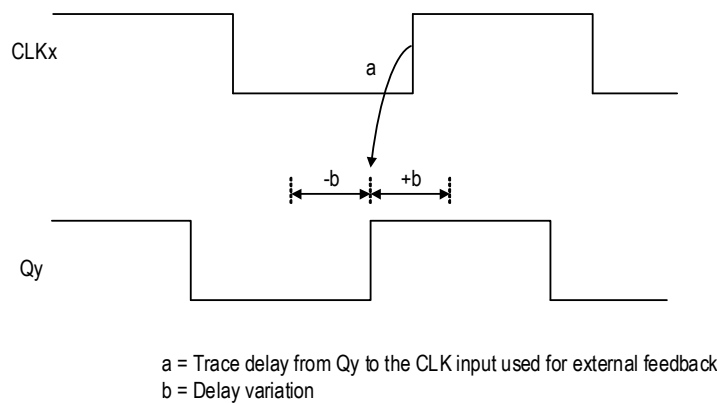 CLKx
a
-b +b
Qy
a = Trace delay from Qy to the CLK input used for external feedback
b = Delay variation